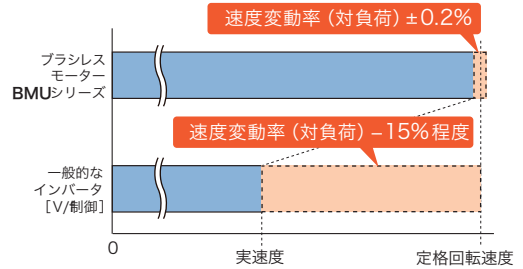 速度変動率（対負荷）±0.2%
ブラシレス
モーター
BMUシリーズ
速度変動率（対負荷）−15%程度
一般的な
インバータ
［V/f制御］
0
実速度
定格回転速度